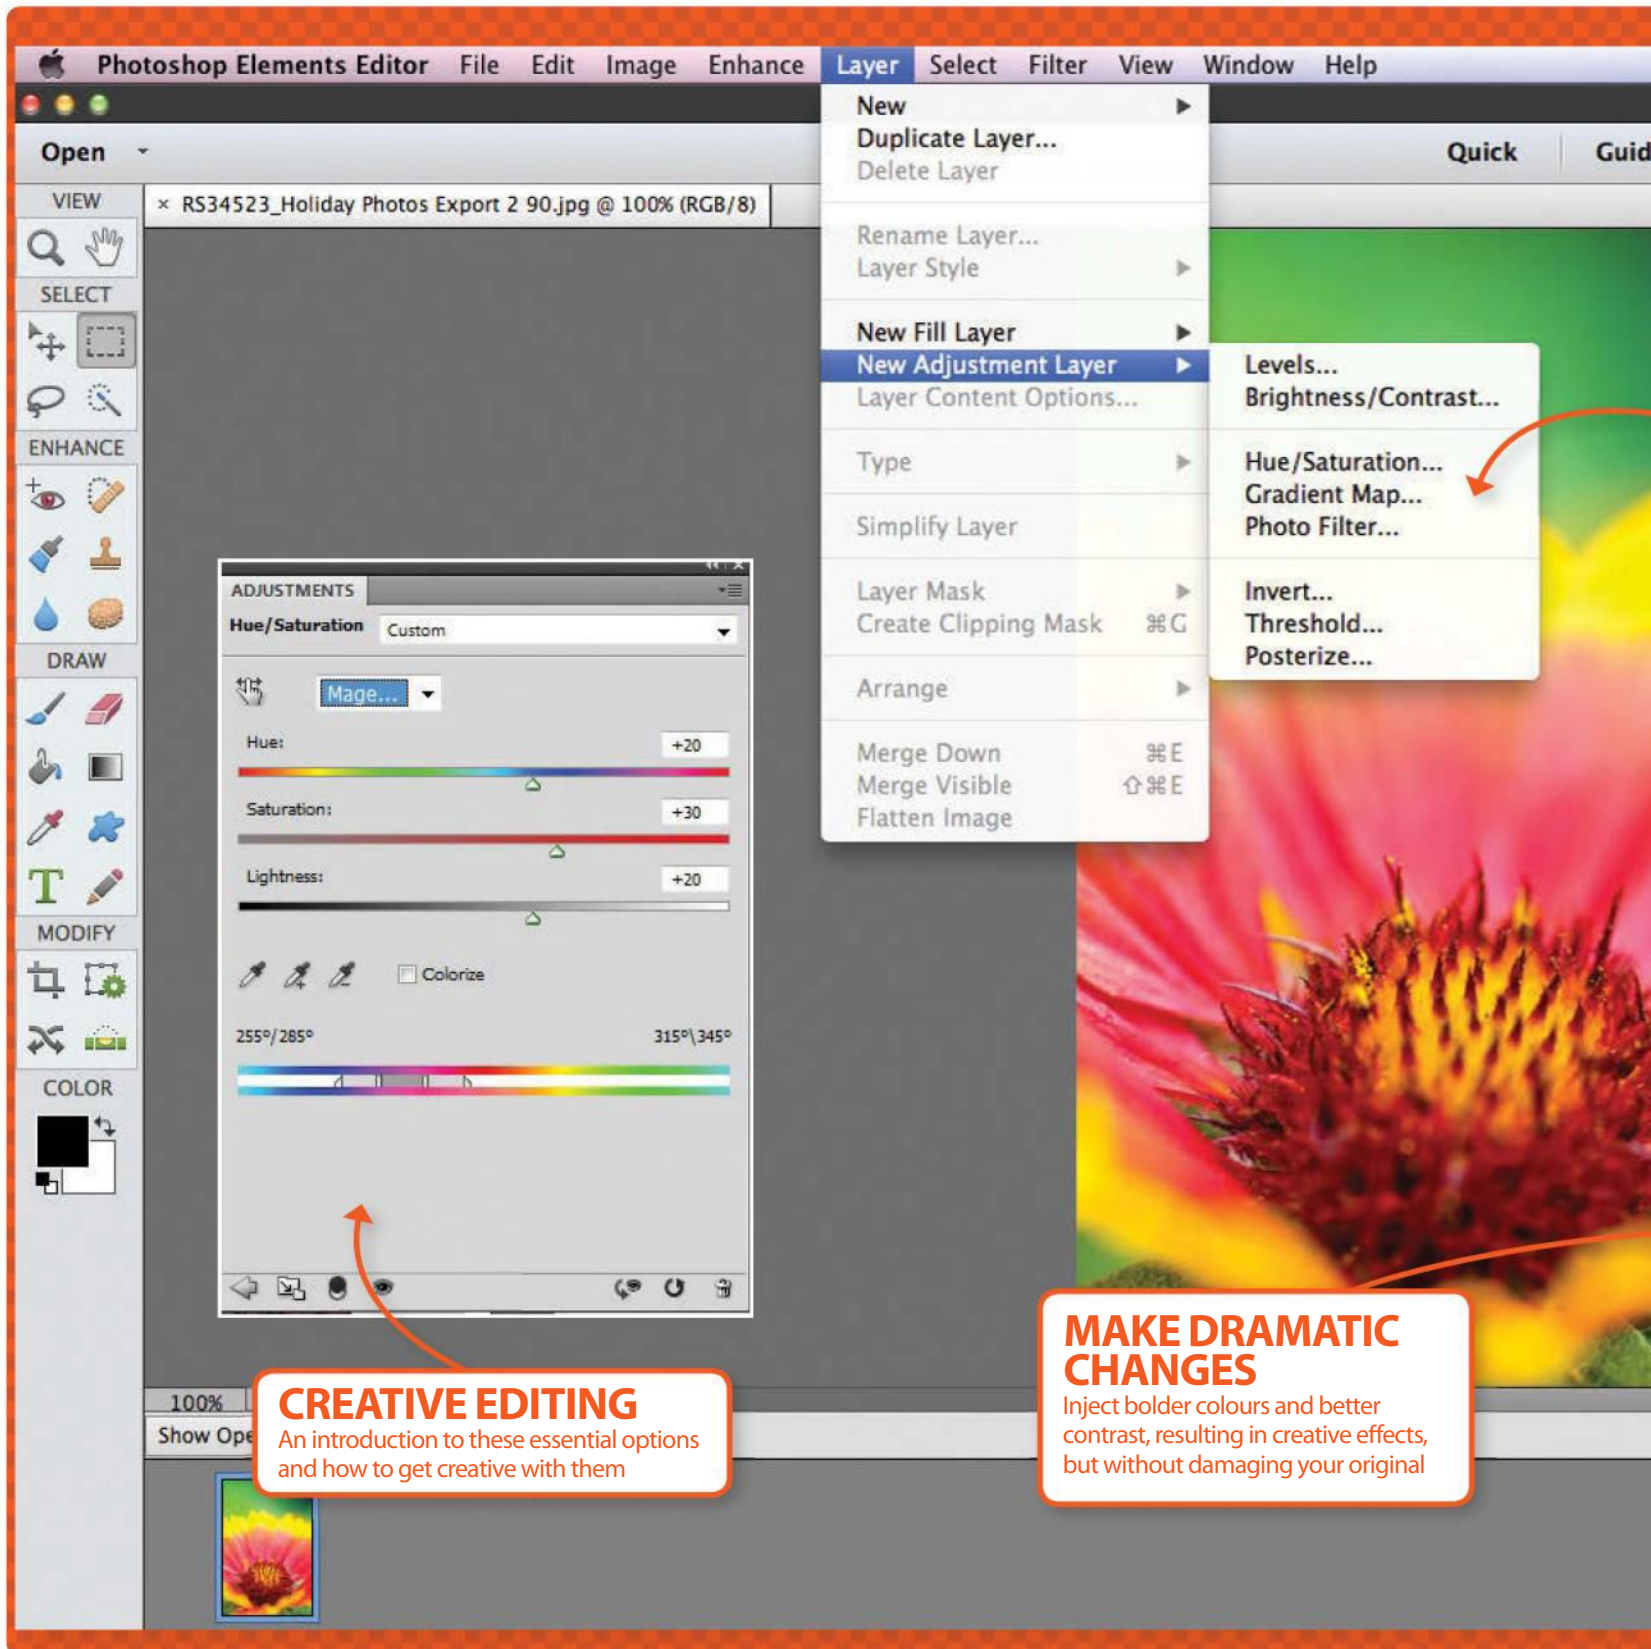 Photoshop Elements Editor File Edit Image Enhance Layer Select Filter View Window Help
Open Quick
VIEW
× RS34523_Holiday Photos Export 2 90.jpg @ 100% (RGB/8)
SELECT
ENHANCE
DRAW
MODIFY
COLOR
New
Duplicate Layer...
Delete Layer
Rename Layer...
Layer Style
New Fill Layer
New Adjustment Layer
Layer Content Options...
Type
Simplify Layer
Layer Mask
Create Clipping Mask ⌘G
Arrange
Merge Down ⌘E
Merge Visible ⇧⌘E
Flatten Image
Levels...
Brightness/Contrast...
Hue/Saturation...
Gradient Map...
Photo Filter...
Invert...
Threshold...
Posterize...
ADJUSTMENTS
Hue/Saturation Custom
Mage...
Hue: +20
Saturation: +30
Lightness: +20
Colorize
255°/285° 315°\345°
100%
Show Ope
CREATIVE EDITING
An introduction to these essential options
and how to get creative with them
MAKE DRAMATIC
CHANGES
Inject bolder colours and better
contrast, resulting in creative effects,
but without damaging your original